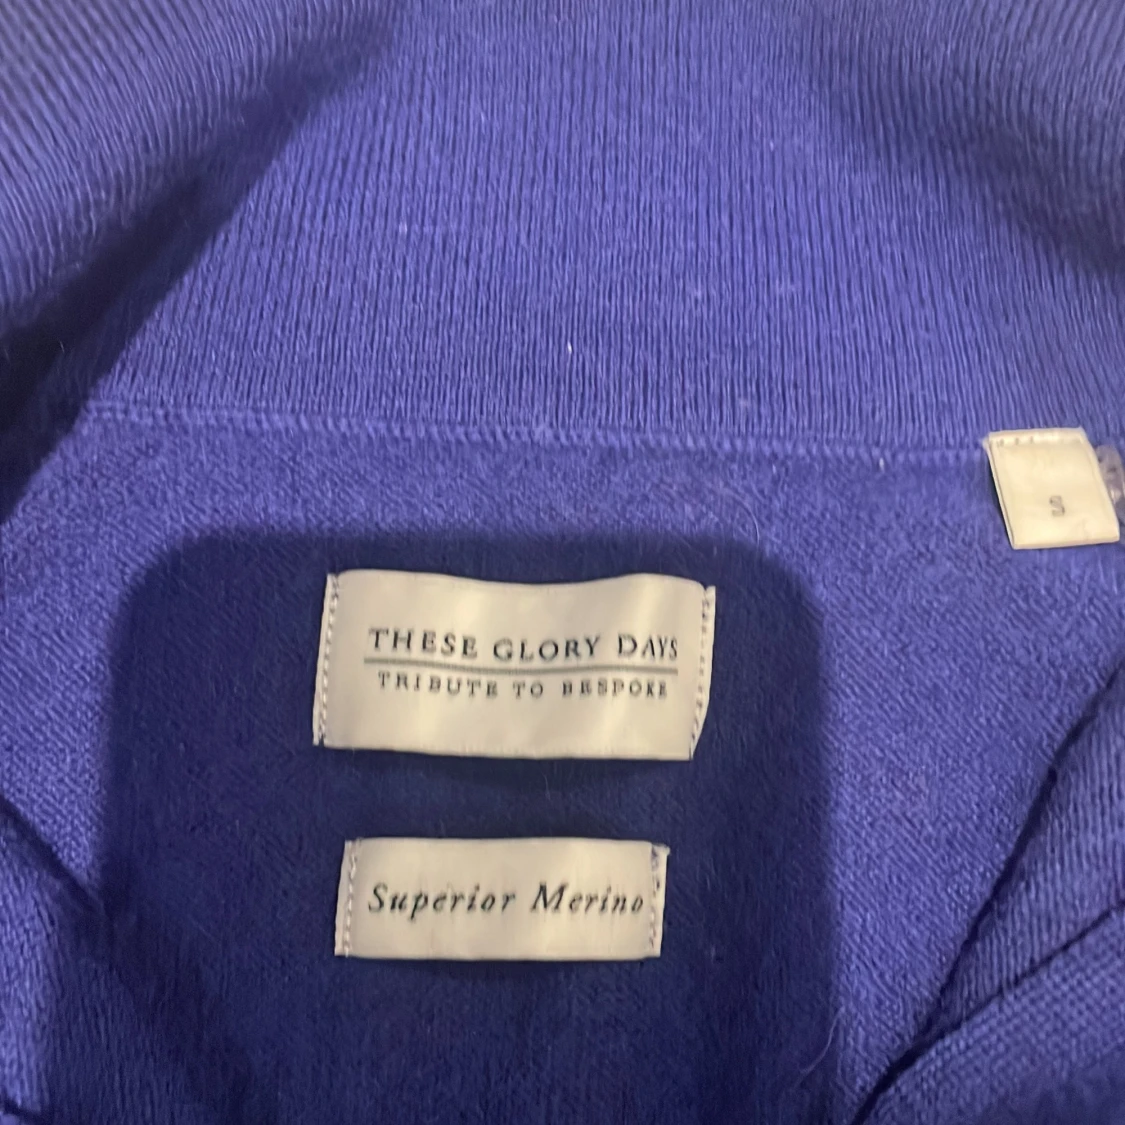 S
THESE GLORY DAYS
TRIBUTE TO BESPOKE
Superior Merino